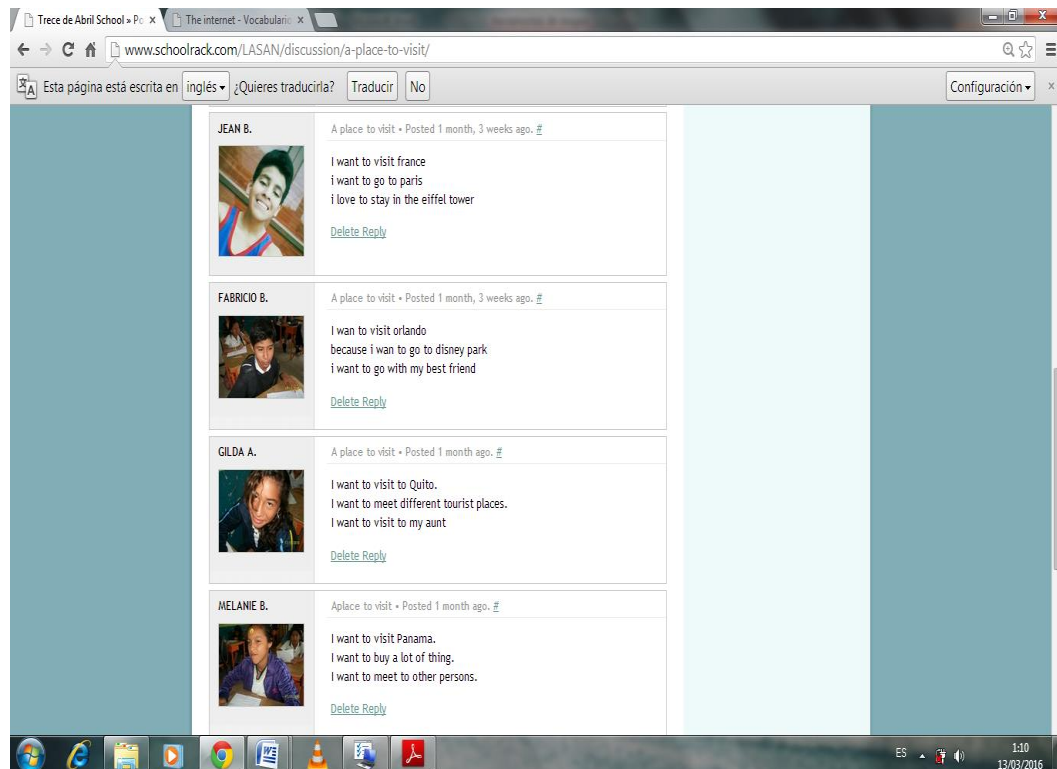 Trece de Abril School » Po
The internet - Vocabulario
www.schoolrack.com/LASAN/discussion/a-place-to-visit/
Esta página está escrita en inglés ¿Quieres traducirla? Traducir No Configuración
JEAN B.
A place to visit • Posted 1 month, 3 weeks ago. #
I want to visit france
i want to go to paris
i love to stay in the eiffel tower
Delete Reply
FABRICIO B.
A place to visit • Posted 1 month, 3 weeks ago. #
I wan to visit orlando
because i wan to go to disney park
i want to go with my best friend
Delete Reply
GILDA A.
A place to visit • Posted 1 month ago. #
I want to visit to Quito.
I want to meet different tourist places.
I want to visit to my aunt
Delete Reply
MELANIE B.
Aplace to visit • Posted 1 month ago. #
I want to visit Panama.
I want to buy a lot of thing.
I want to meet to other persons.
Delete Reply
ES
1:10
13/03/2016